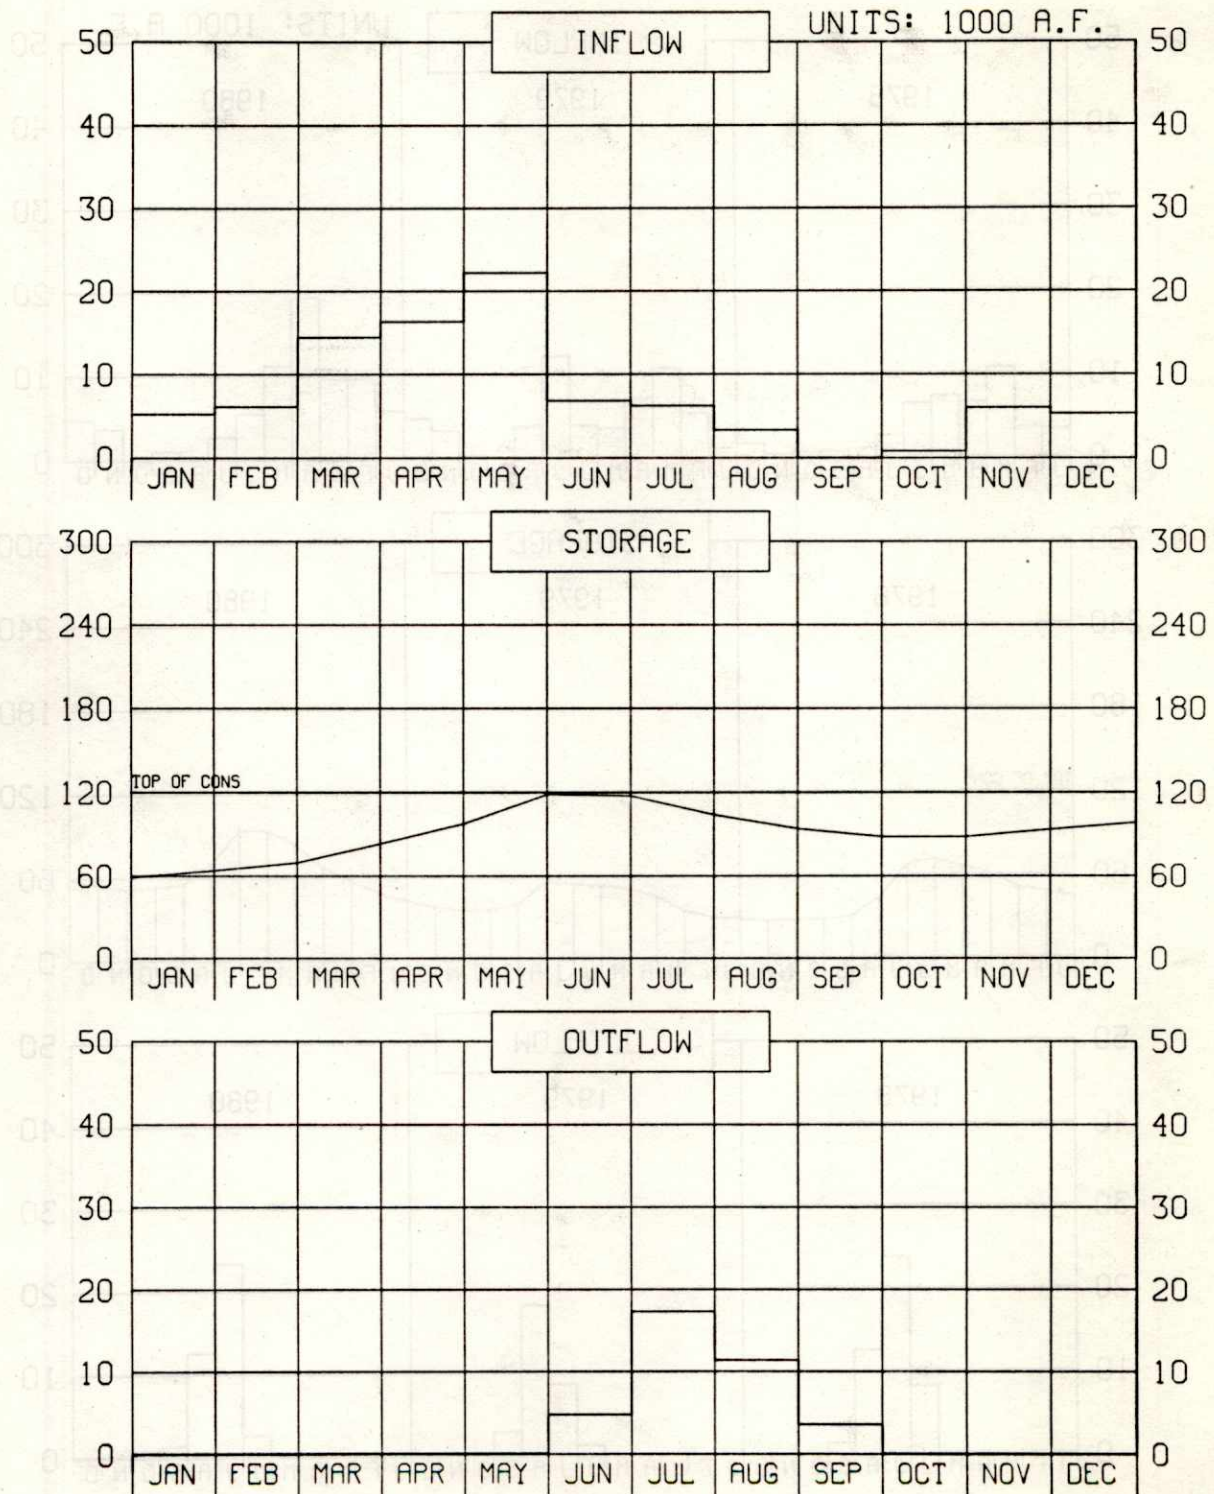 INFLOW UNITS: 1000 A.F.
50 50
40 40
30 30
20 20
10 10
0 0
JAN FEB MAR APR MAY JUN JUL AUG SEP OCT NOV DEC
STORAGE
300 300
240 240
180 180
TOP OF CONS
120 120
60 60
0 0
JAN FEB MAR APR MAY JUN JUL AUG SEP OCT NOV DEC
OUTFLOW
50 50
40 40
30 30
20 20
10 10
0 0
JAN FEB MAR APR MAY JUN JUL AUG SEP OCT NOV DEC